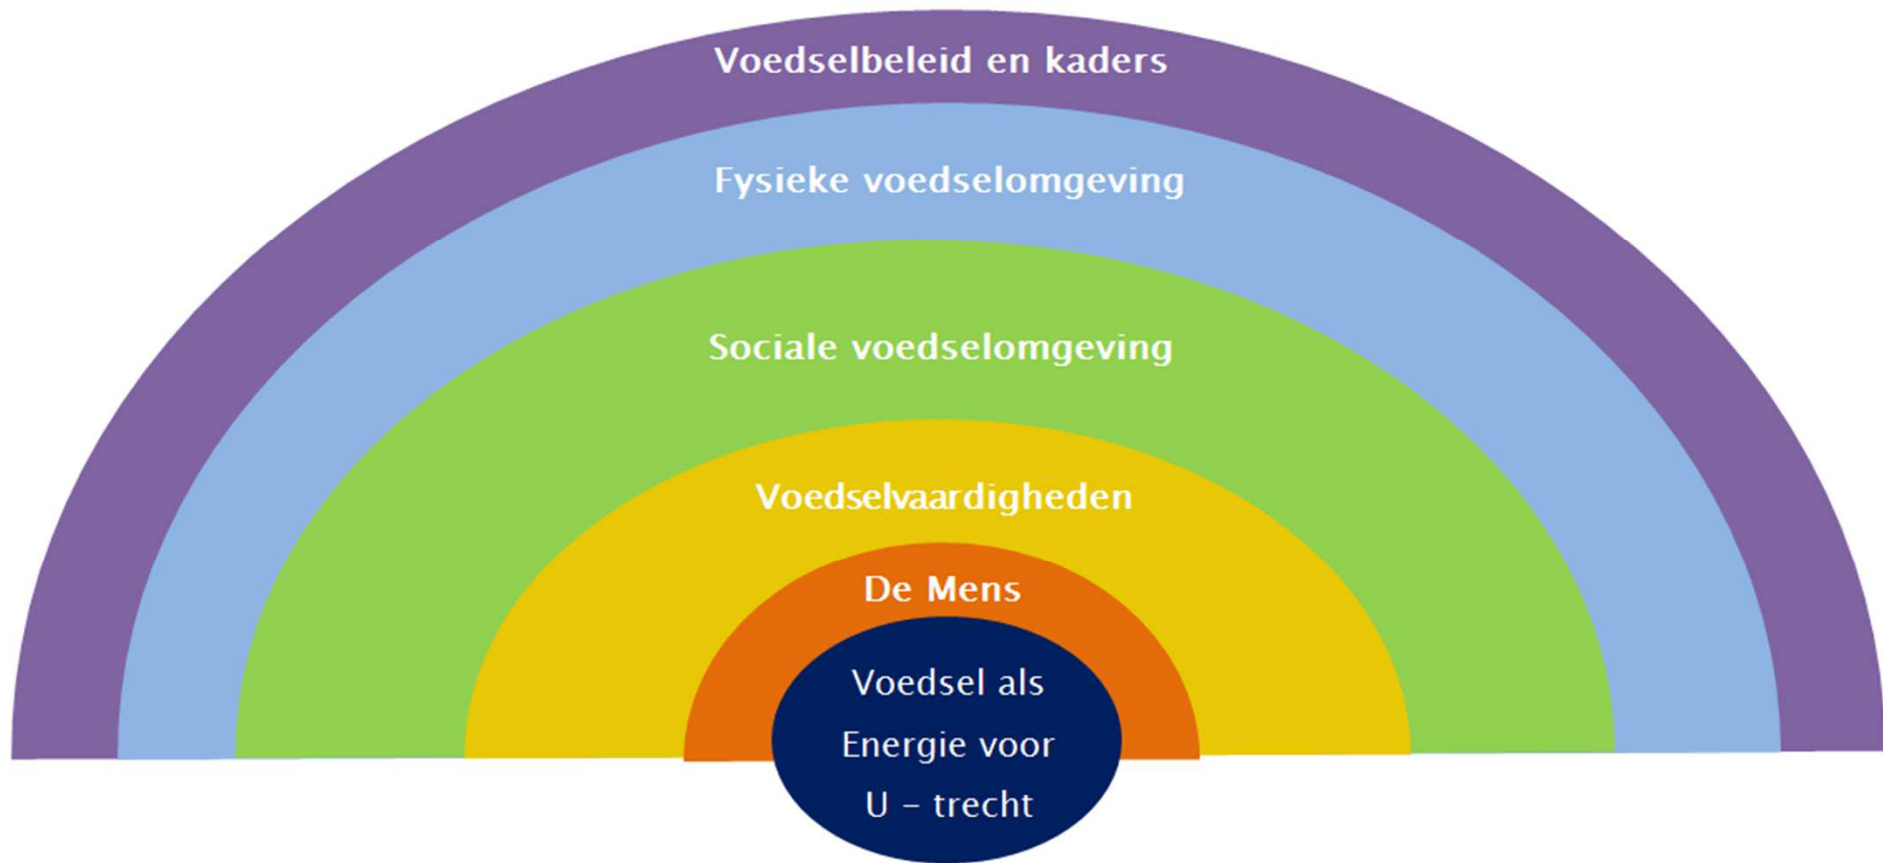 Voedselbeleid en kaders
Fysieke voedselomgeving
Sociale voedselomgeving
Voedselvaardigheden
De Mens
Voedsel als
Energie voor
U – trecht